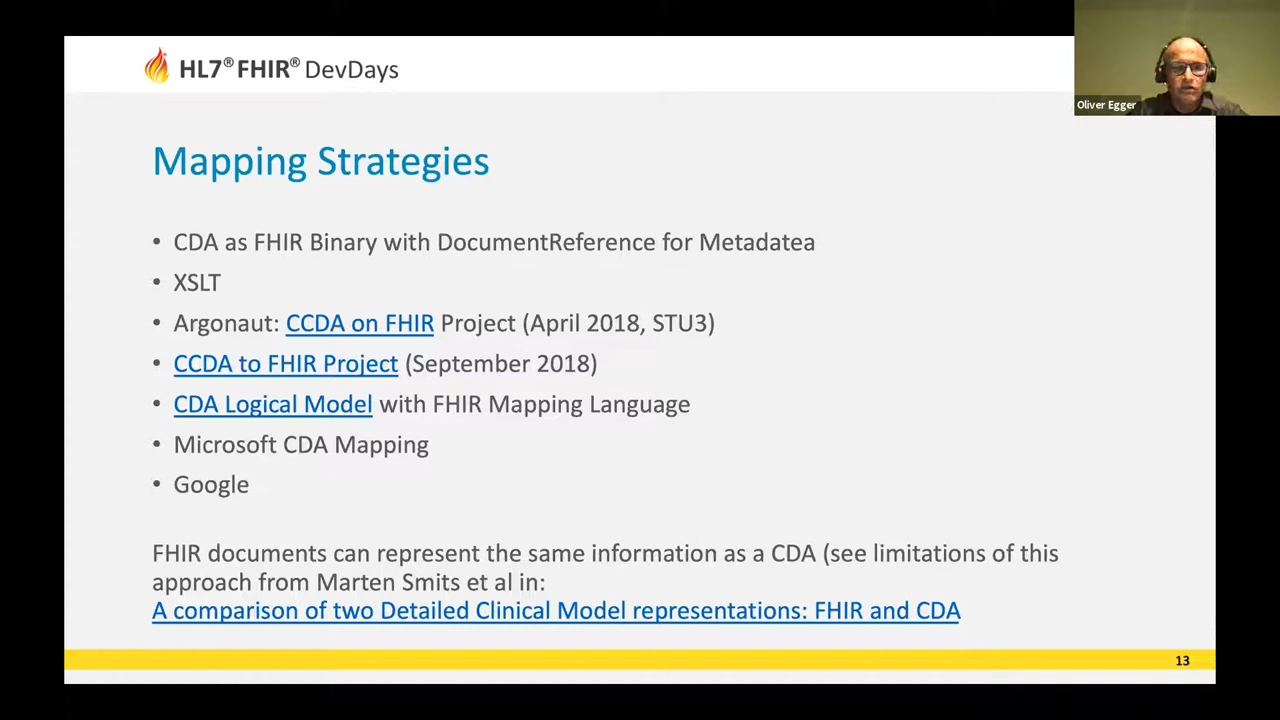 HL7® FHIR® DevDays
Oliver Egger
Mapping Strategies
• CDA as FHIR Binary with DocumentReference for Metadatea
• XSLT
• Argonaut: CCDA on FHIR Project (April 2018, STU3)
• CCDA to FHIR Project (September 2018)
• CDA Logical Model with FHIR Mapping Language
• Microsoft CDA Mapping
• Google
FHIR documents can represent the same information as a CDA (see limitations of this
approach from Marten Smits et al in:
A comparison of two Detailed Clinical Model representations: FHIR and CDA
13